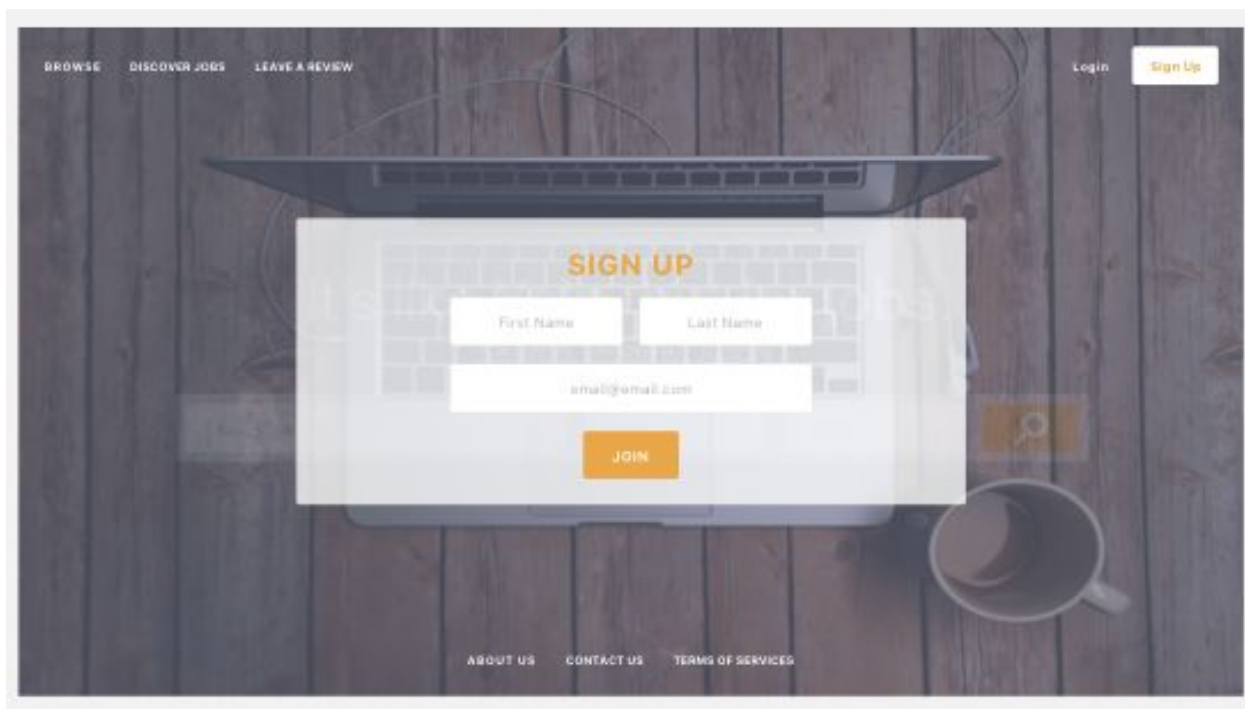 BROWSE DISCOVER JOBS LEAVE A REVIEW Login Sign Up
SIGN UP
First Name Last Name
email@email.com
JOIN
ABOUT US CONTACT US TERMS OF SERVICES